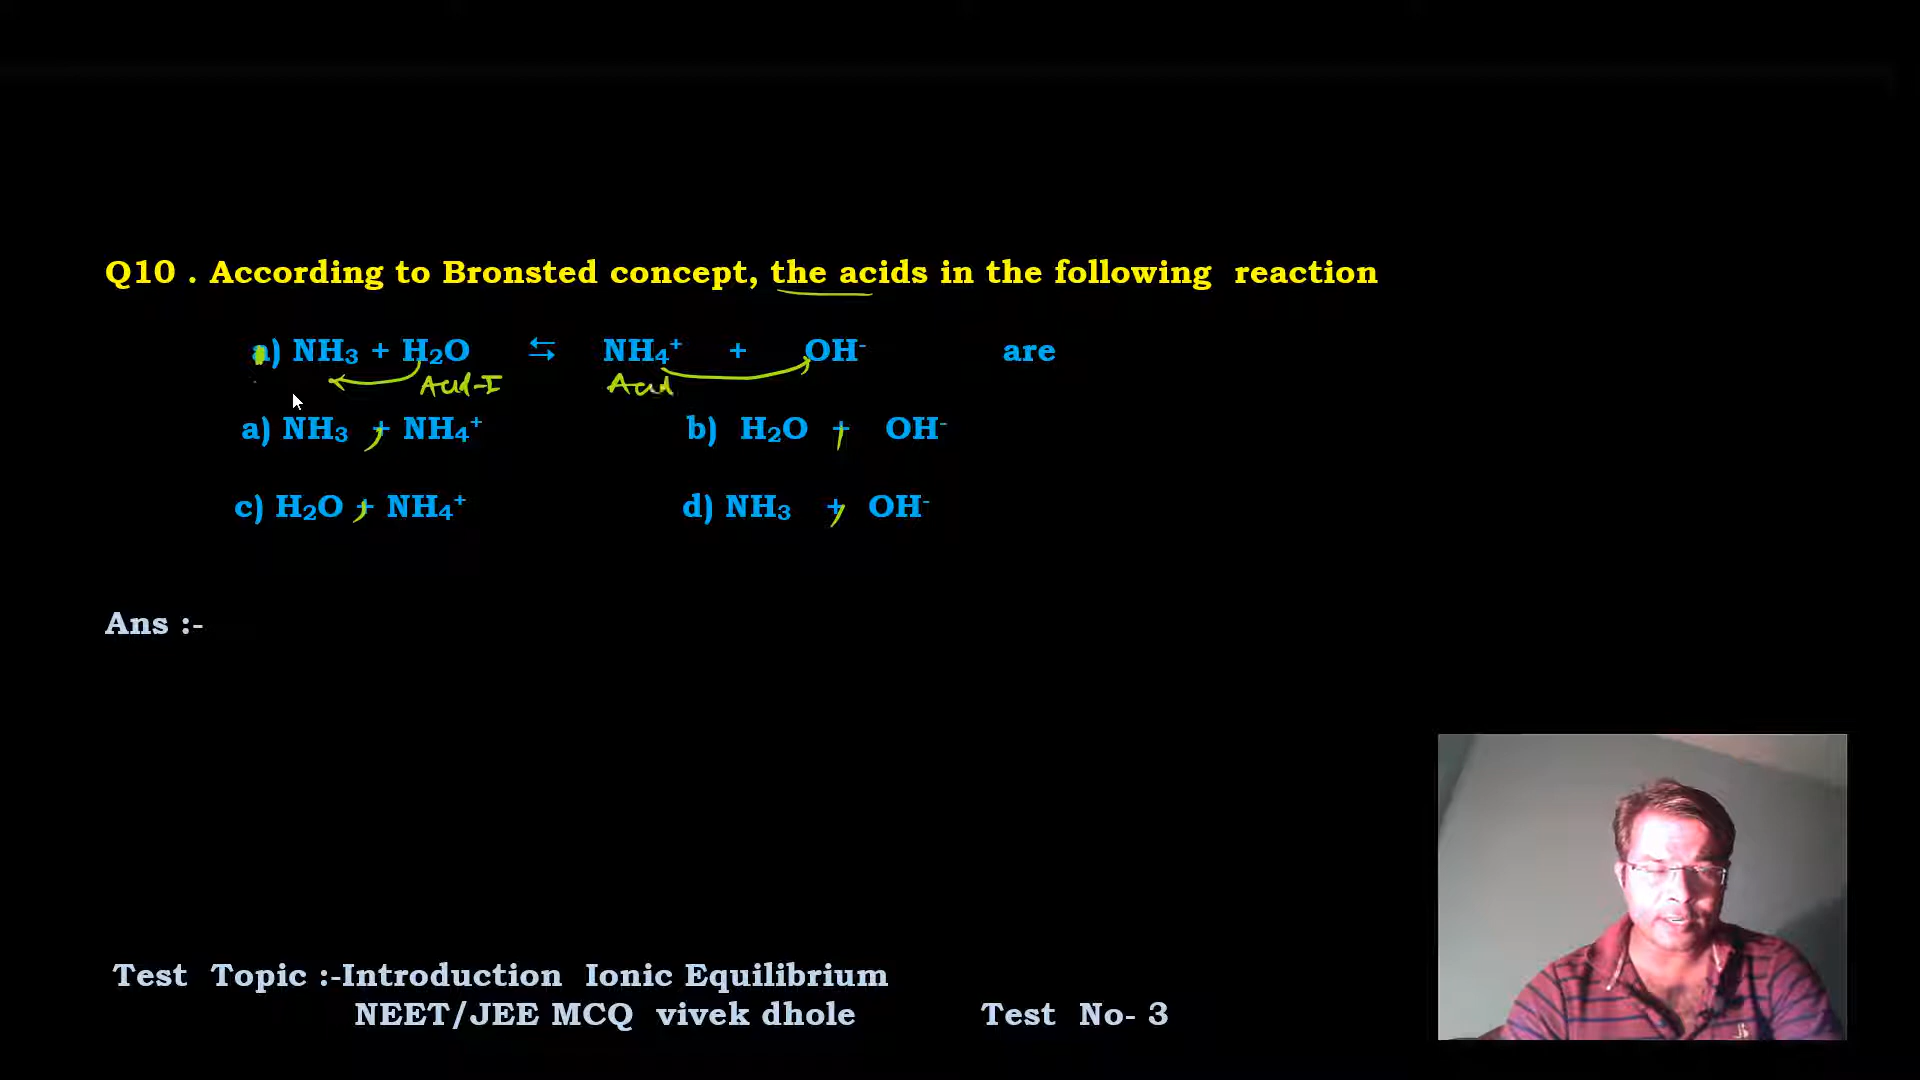 Q10 . According to Bronsted concept, the acids in the following reaction
) NH₃ + H₂O ⇆ NH₄⁺ + OH⁻ are
Acid-I Acid
a) NH₃ , NH₄⁺ b) H₂O , OH⁻
c) H₂O , NH₄⁺ d) NH₃ , OH⁻
Ans :-
Test Topic :-Introduction Ionic Equilibrium
NEET/JEE MCQ vivek dhole Test No- 3